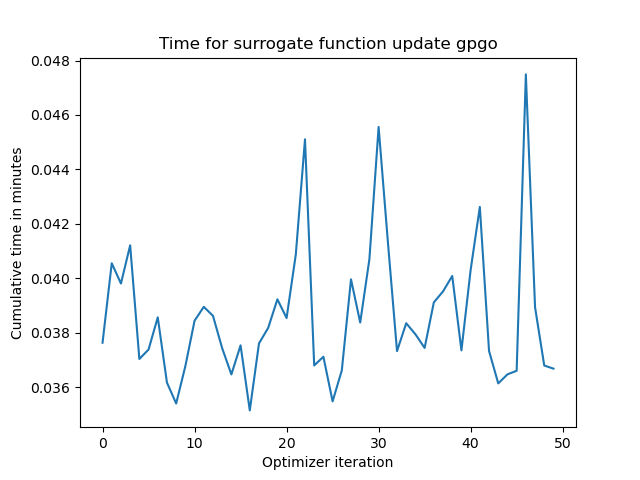 Time for surrogate function update gpgo
Cumulative time in minutes
0.048
0.046
0.044
0.042
0.040
0.038
0.036
0 10 20 30 40 50
Optimizer iteration